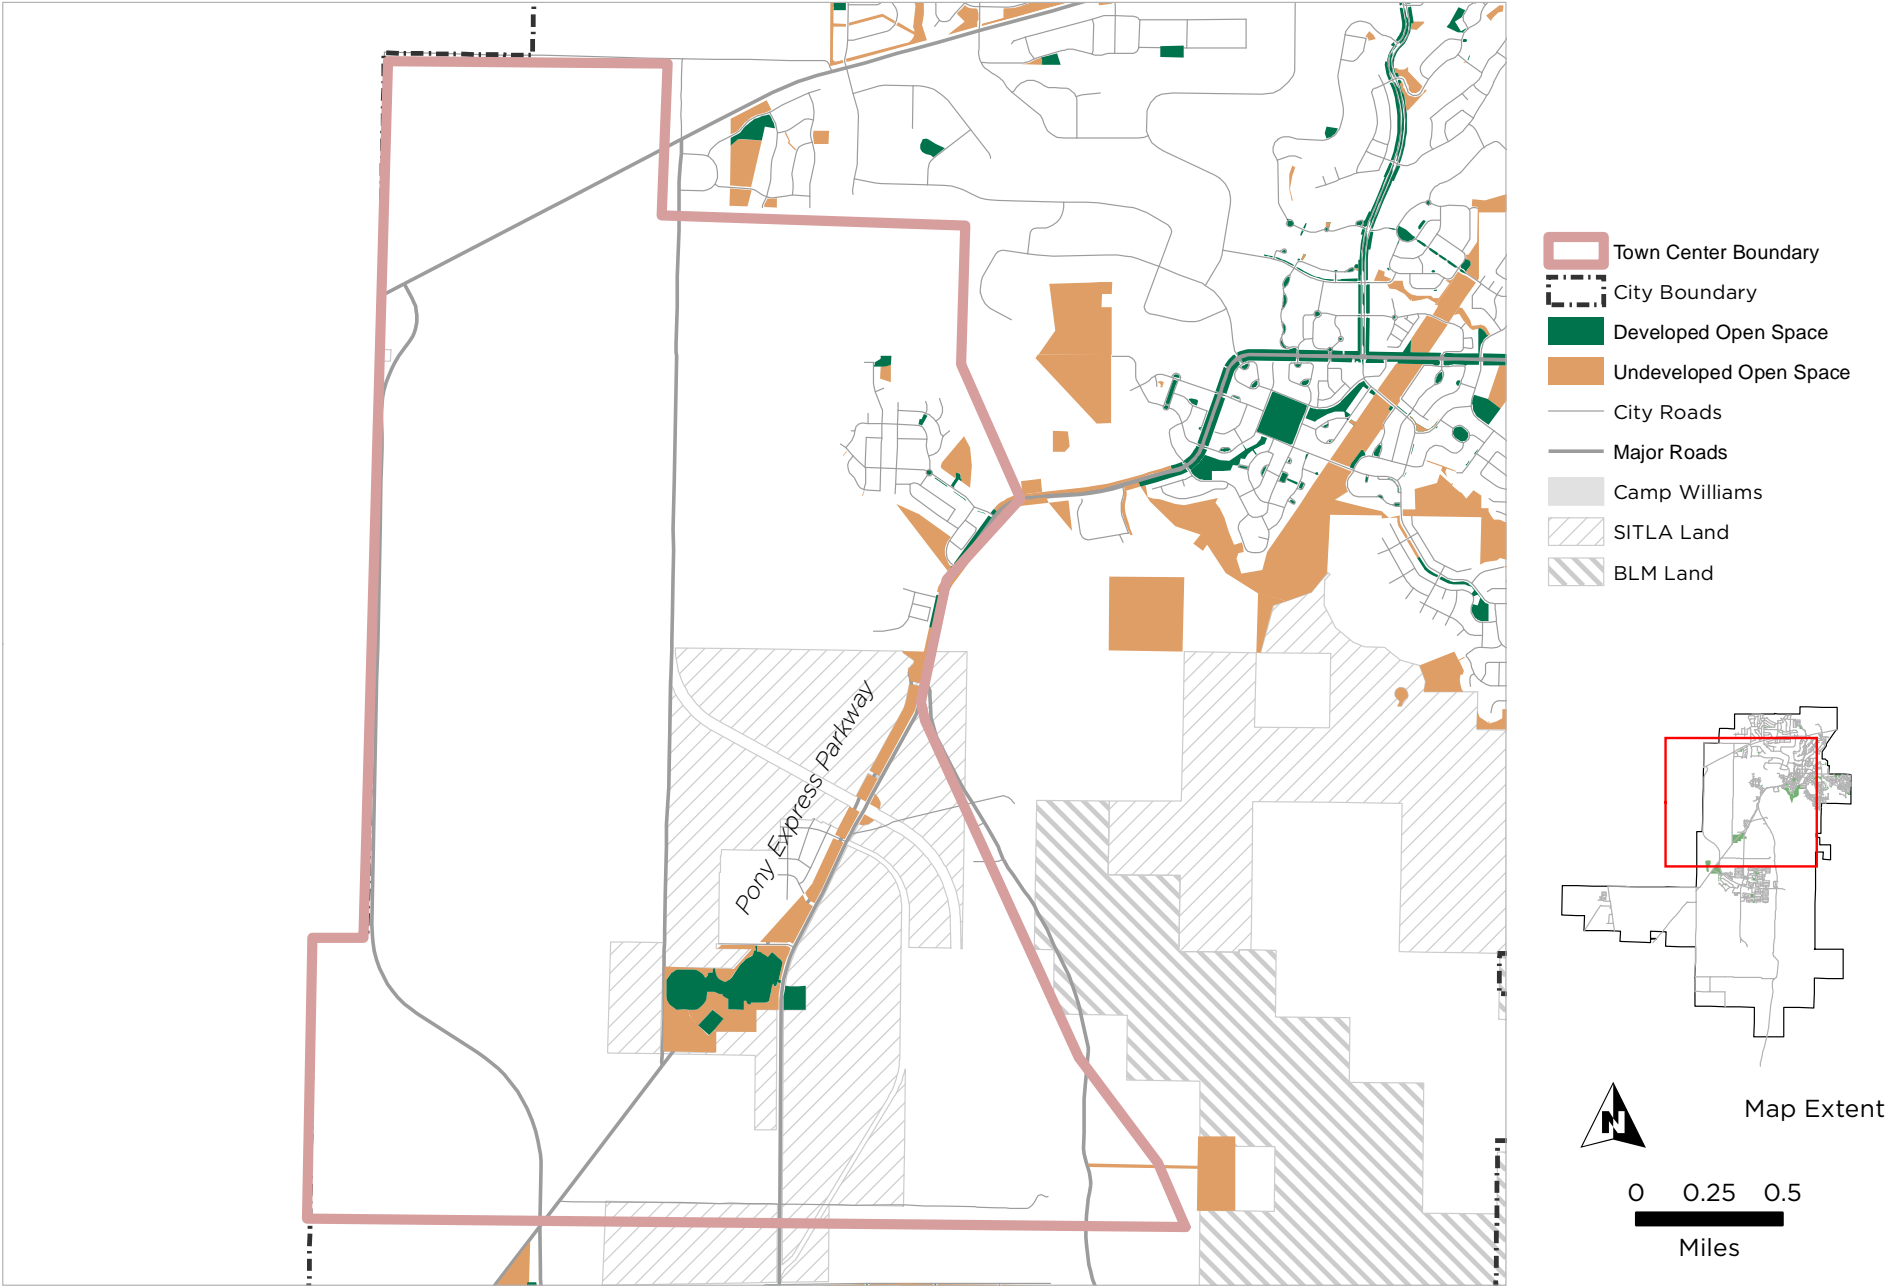 Pony Express Parkway
Town Center Boundary
City Boundary
Developed Open Space
Undeveloped Open Space
City Roads
Major Roads
Camp Williams
SITLA Land
BLM Land
N
Map Extent
0 0.25 0.5
Miles